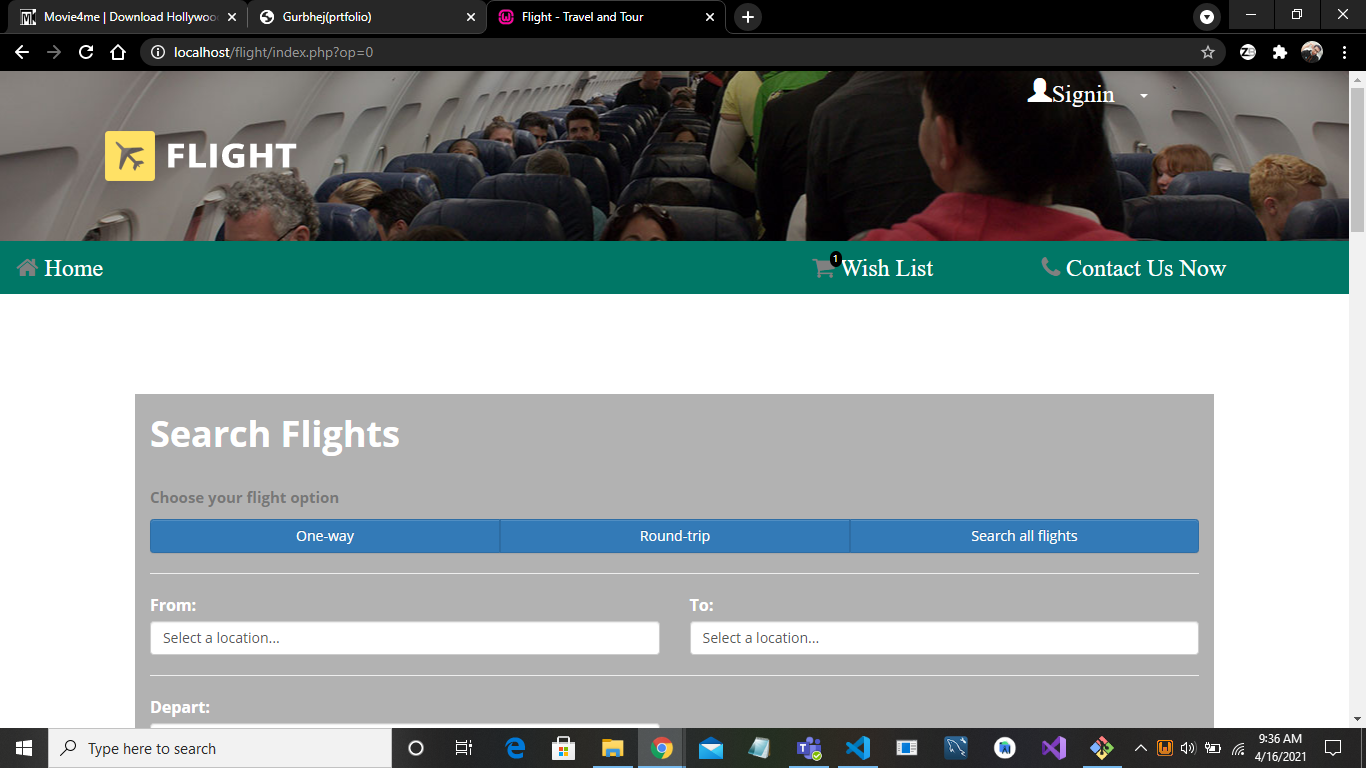 Movie4me | Download Hollywoo
Gurbhej(prtfolio)
Flight - Travel and Tour
localhost/flight/index.php?op=0
Signin
FLIGHT
Home
1
Wish List
Contact Us Now
Search Flights
Choose your flight option
One-way
Round-trip
Search all flights
From:
To:
Select a location...
Select a location...
Depart:
Type here to search
9:36 AM
4/16/2021